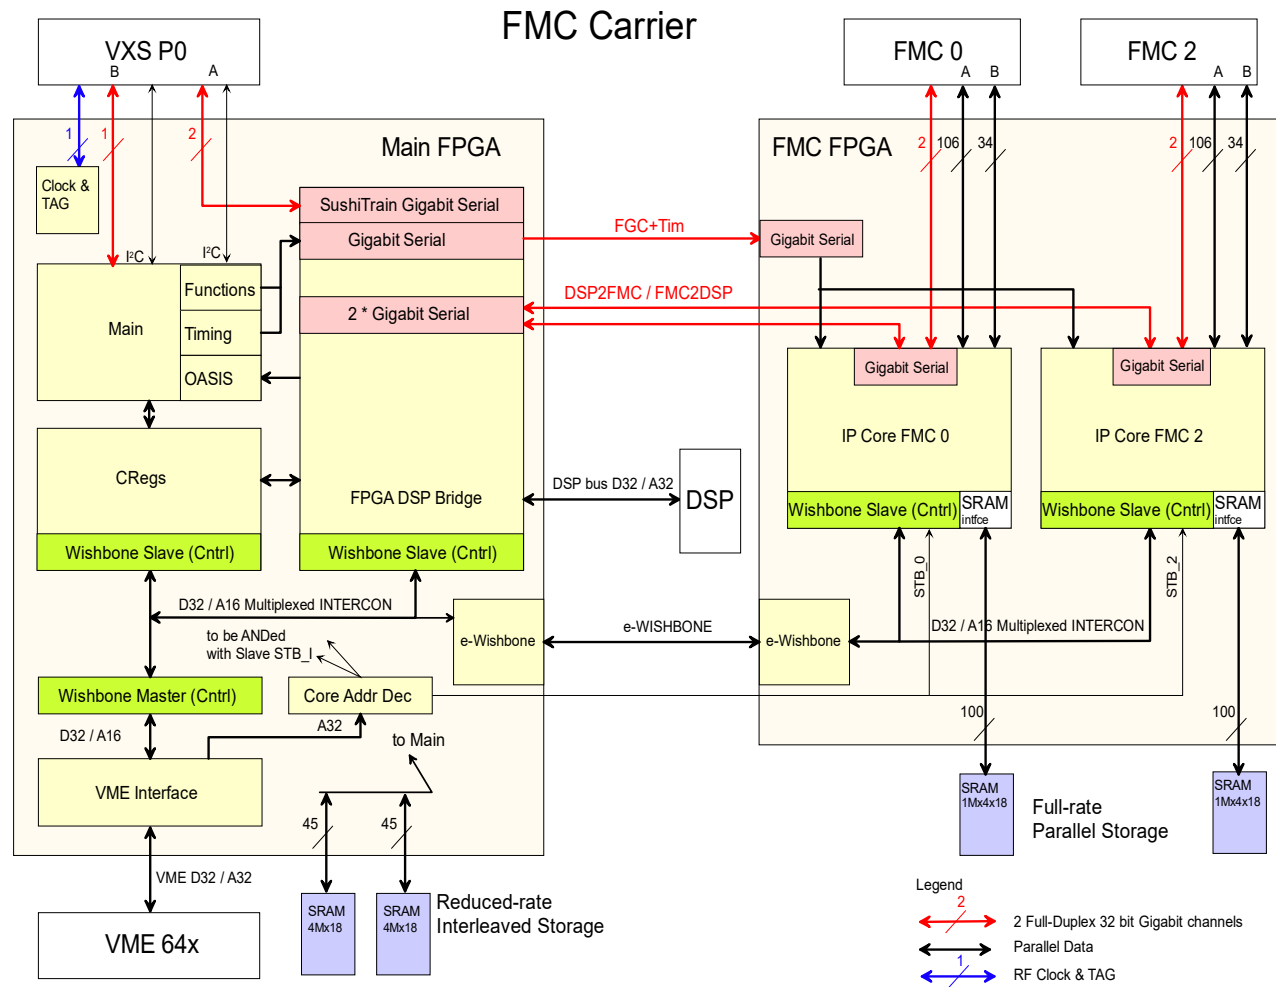 FMC Carrier
VXS P0
B
A
FMC 0
A
B
FMC 2
A
B
1
1
2
Main FPGA
FMC FPGA
2
106
34
2
106
34
Clock &
TAG
SushiTrain Gigabit Serial
Gigabit Serial
FGC+Tim
Gigabit Serial
I²C
I²C
Functions
Main
Timing
OASIS
2 * Gigabit Serial
DSP2FMC / FMC2DSP
Gigabit Serial
Gigabit Serial
IP Core FMC 0
IP Core FMC 2
CRegs
FPGA DSP Bridge
DSP bus D32 / A32
DSP
Wishbone Slave (Cntrl)
SRAM
intfce
Wishbone Slave (Cntrl)
SRAM
intfce
Wishbone Slave (Cntrl)
Wishbone Slave (Cntrl)
STB_0
STB_2
D32 / A16 Multiplexed INTERCON
e-Wishbone
e-WISHBONE
e-Wishbone
D32 / A16 Multiplexed INTERCON
to be ANDed
with Slave STB_I
Wishbone Master (Cntrl)
Core Addr Dec
D32 / A16
A32
to Main
100
100
VME Interface
SRAM
1Mx4x18
SRAM
1Mx4x18
Full-rate
Parallel Storage
45
45
VME D32 / A32
SRAM
4Mx18
SRAM
4Mx18
Reduced-rate
Interleaved Storage
VME 64x
Legend
2
2 Full-Duplex 32 bit Gigabit channels
Parallel Data
1
RF Clock & TAG